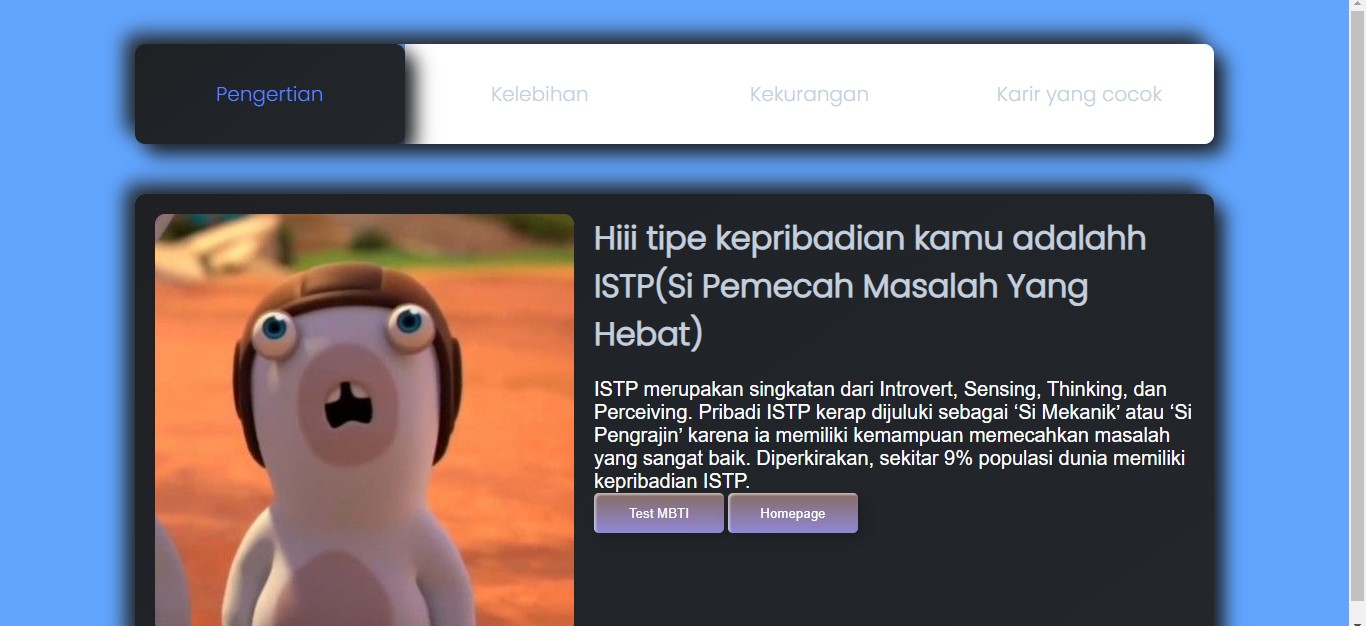 Pengertian
Kelebihan
Kekurangan
Karir yang cocok
Hiii tipe kepribadian kamu adalahh
ISTP(Si Pemecah Masalah Yang
Hebat)
ISTP merupakan singkatan dari Introvert, Sensing, Thinking, dan
Perceiving. Pribadi ISTP kerap dijuluki sebagai ‘Si Mekanik’ atau ‘Si
Pengrajin’ karena ia memiliki kemampuan memecahkan masalah
yang sangat baik. Diperkirakan, sekitar 9% populasi dunia memiliki
kepribadian ISTP.
Test MBTI
Homepage